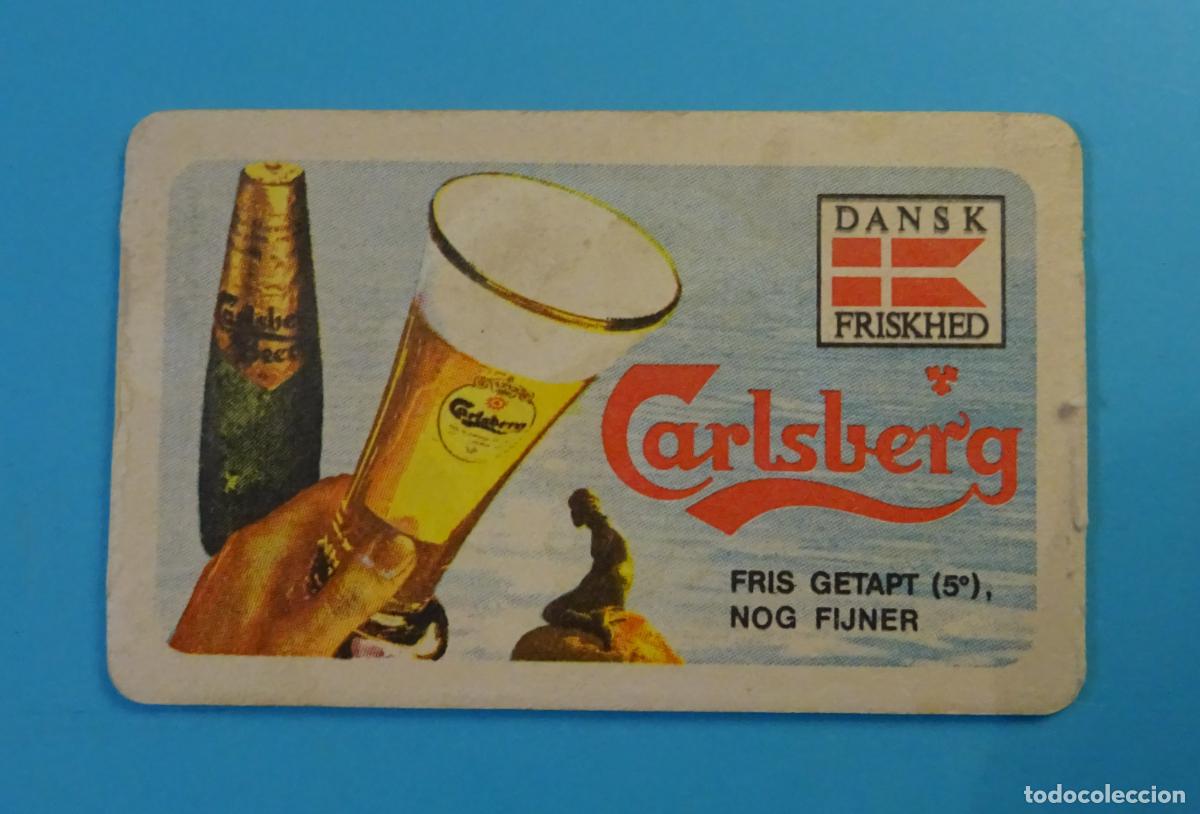 DANSK
FRISKHED
Carlsberg
Carlsberg
Beer
Carlsberg
FRIS GETAPT (5°),
NOG FIJNER
todocoleccion